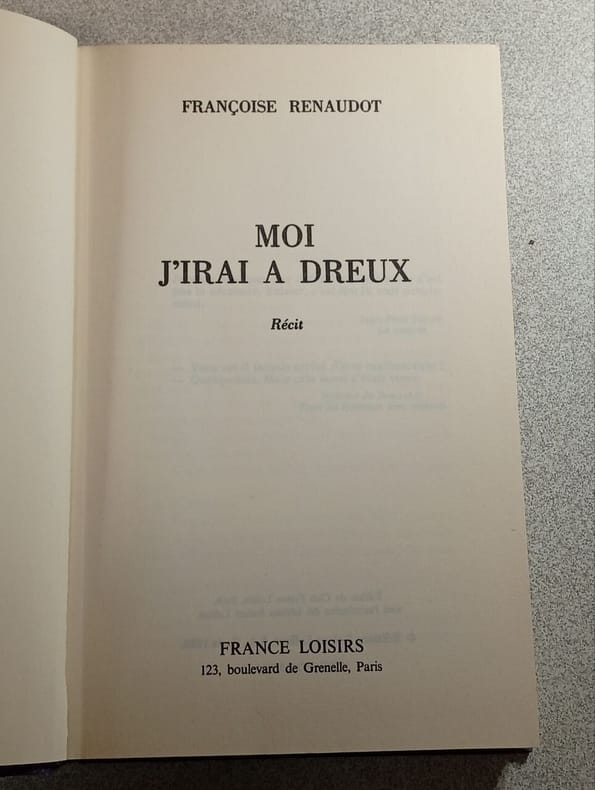 FRANÇOISE RENAUDOT
MOI
J'IRAI A DREUX
Récit
FRANCE LOISIRS
123, boulevard de Grenelle, Paris